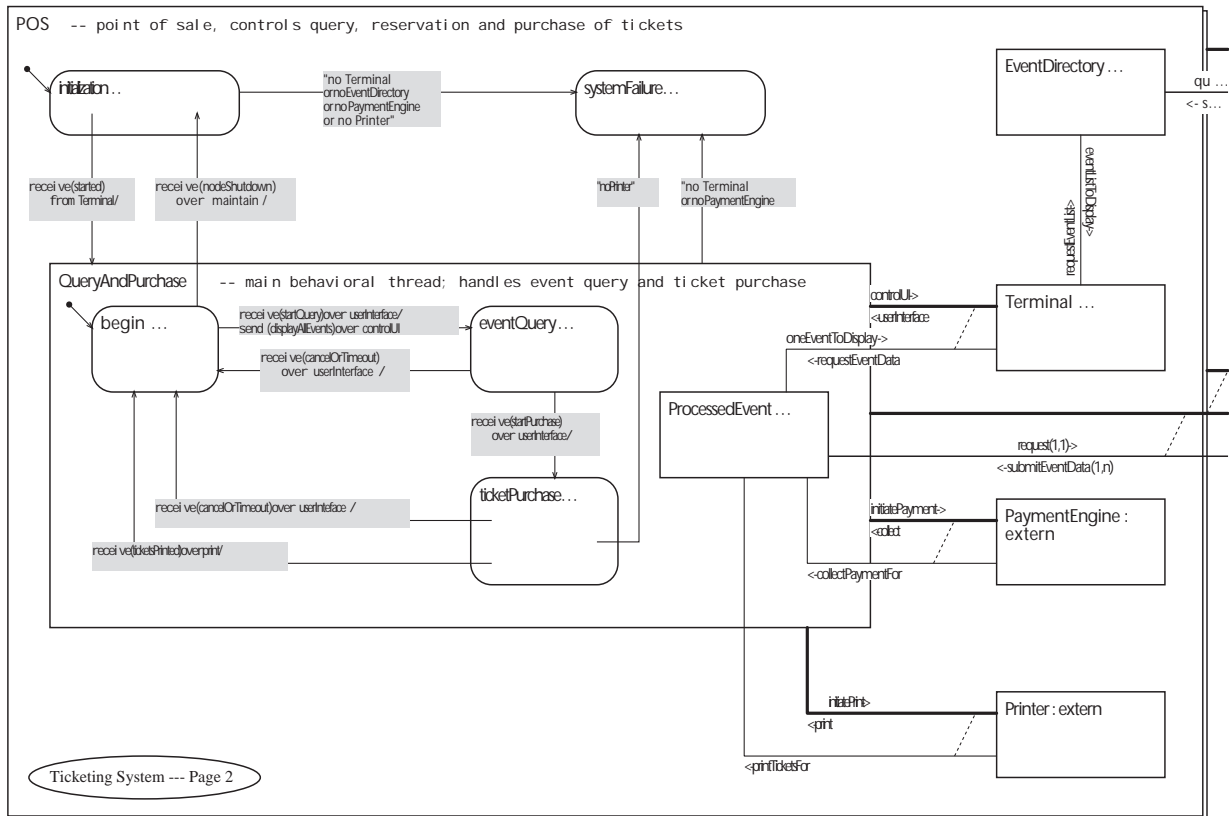 POS -- point of sale, controls query, reservation and purchase of tickets
initialization ...
"no Terminal
or no EventDirectory
or no PaymentEngine
or no Printer"
systemFailure ...
EventDirectory ...
qu ...
<- s...
receive(started)
from Terminal/
receive(nodeShutdown)
over maintain /
"noPrinter"
"no Terminal
or no PaymentEngine
eventListToDisplay->
<-requestEventList
QueryAndPurchase -- main behavioral thread; handles event query and ticket purchase
begin ...
receive(startQuery)over userInterface/
send (displayAllEvents)over controlUI
eventQuery ...
controlUI->
<-userInterface
Terminal ...
receive(cancelOrTimeout)
over userInterface /
oneEventToDisplay->
<-requestEventData
ProcessedEvent ...
receive(startPurchase)
over userInterface/
request(1,1)->
<-submitEventData(1,n)
ticketPurchase ...
receive(cancelOrTimeout)over userInteface /
initiatePayment->
<-collect
PaymentEngine :
extern
receive(ticketsPrinted)overprint/
<-collectPaymentFor
initiatePrint>
<-print
Printer : extern
<-printTicketsFor
Ticketing System --- Page 2